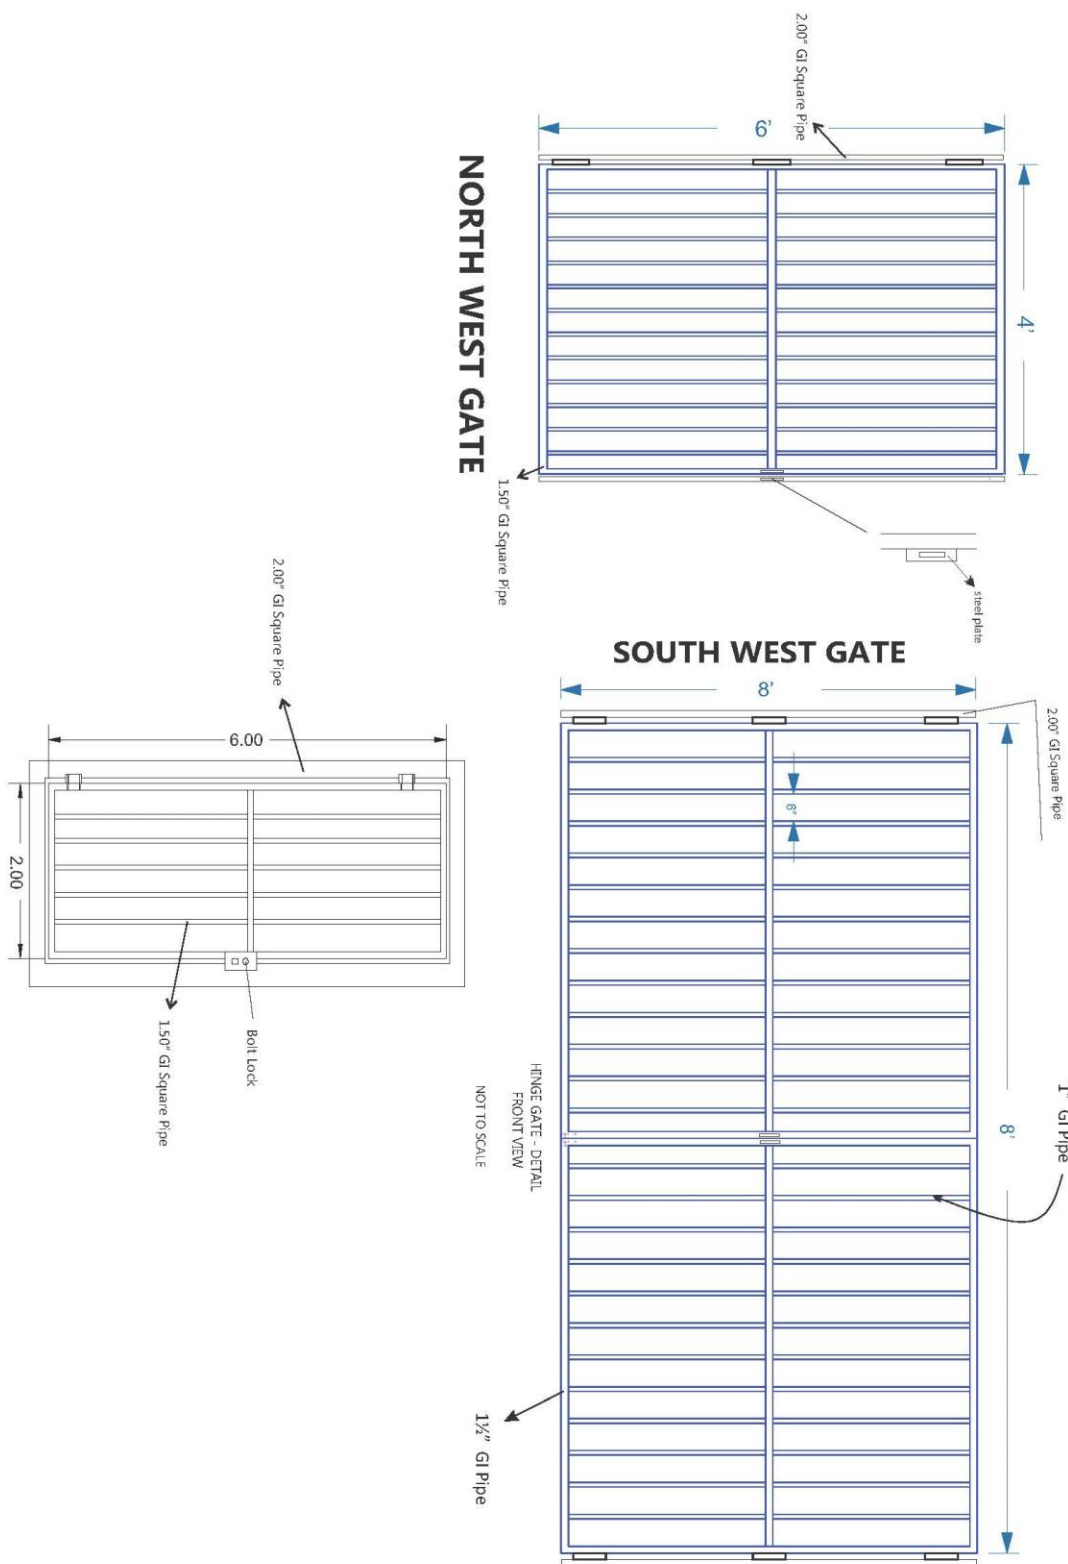 2.00" GI Square Pipe
6'
4'
NORTH WEST GATE
1.50" GI Square Pipe
steel plate
SOUTH WEST GATE
8'
2.00" GI Square Pipe
6"
8'
1" GI Pipe
1½" GI Pipe
2.00" GI Square Pipe
6.00
2.00
1.50" GI Square Pipe
Bolt Lock
HINGE GATE - DETAIL
FRONT VIEW
NOT TO SCALE